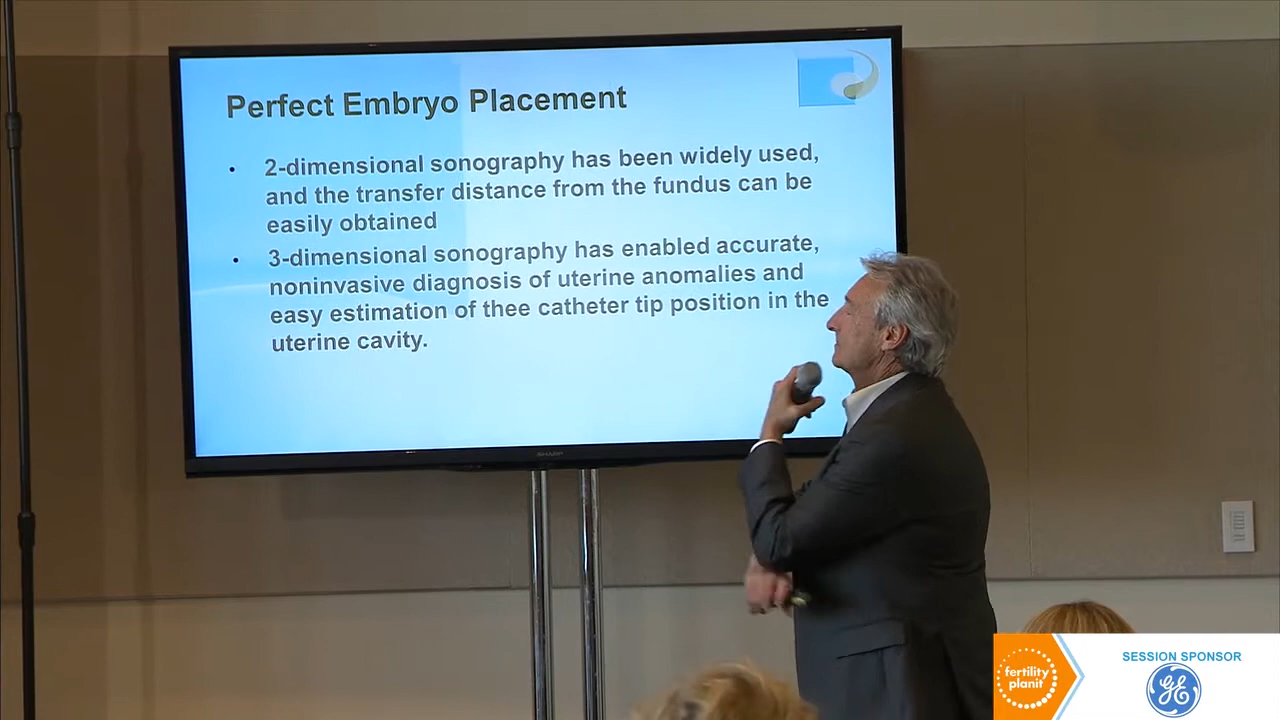 Perfect Embryo Placement
• 2-dimensional sonography has been widely used,
and the transfer distance from the fundus can be
easily obtained
• 3-dimensional sonography has enabled accurate,
noninvasive diagnosis of uterine anomalies and
easy estimation of thee catheter tip position in the
uterine cavity.
SHARP
fertility
planit
SESSION SPONSOR
GE